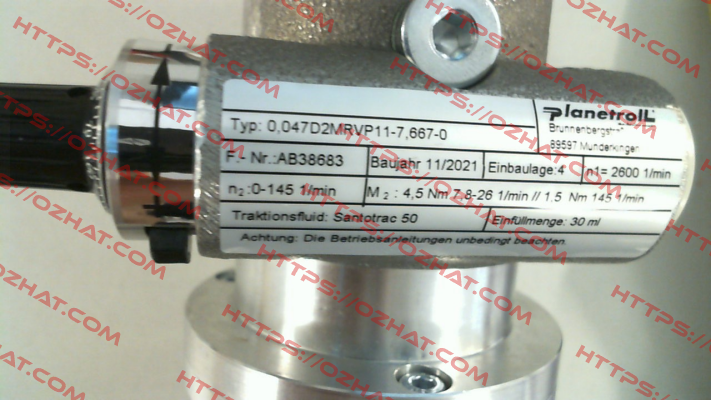 Planetroll
Typ: 0,047D2MRVP11-7,667-0
Brunnenbergstr.
89597 Munderkingen
F.- Nr.:AB38683
Baujahr 11/2021
Einbaulage:4
n1= 2600 1/min
n2:0-145 1/min
M2 : 4,5 Nm 7,8-26 1/min // 1,5 Nm 145 1/min
Traktionsfluid: Santotrac 50
Einfüllmenge: 30 ml
Achtung: Die Betriebsanleitungen unbedingt beachten.
HTTPS://OZHAT.COM